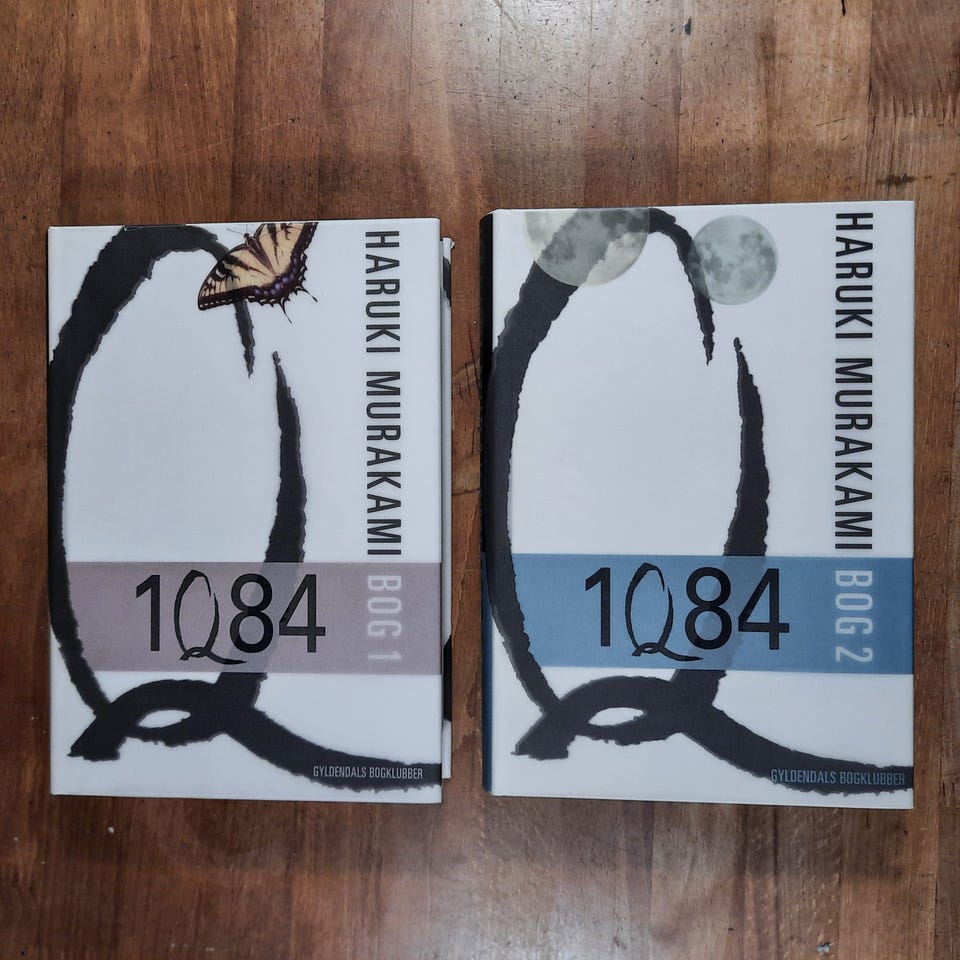 HARUKI MURAKAMI BOG 1
1Q84
GYLDENDALS BOGKLUBBER
HARUKI MURAKAMI BOG 2
1Q84
GYLDENDALS BOGKLUBBER